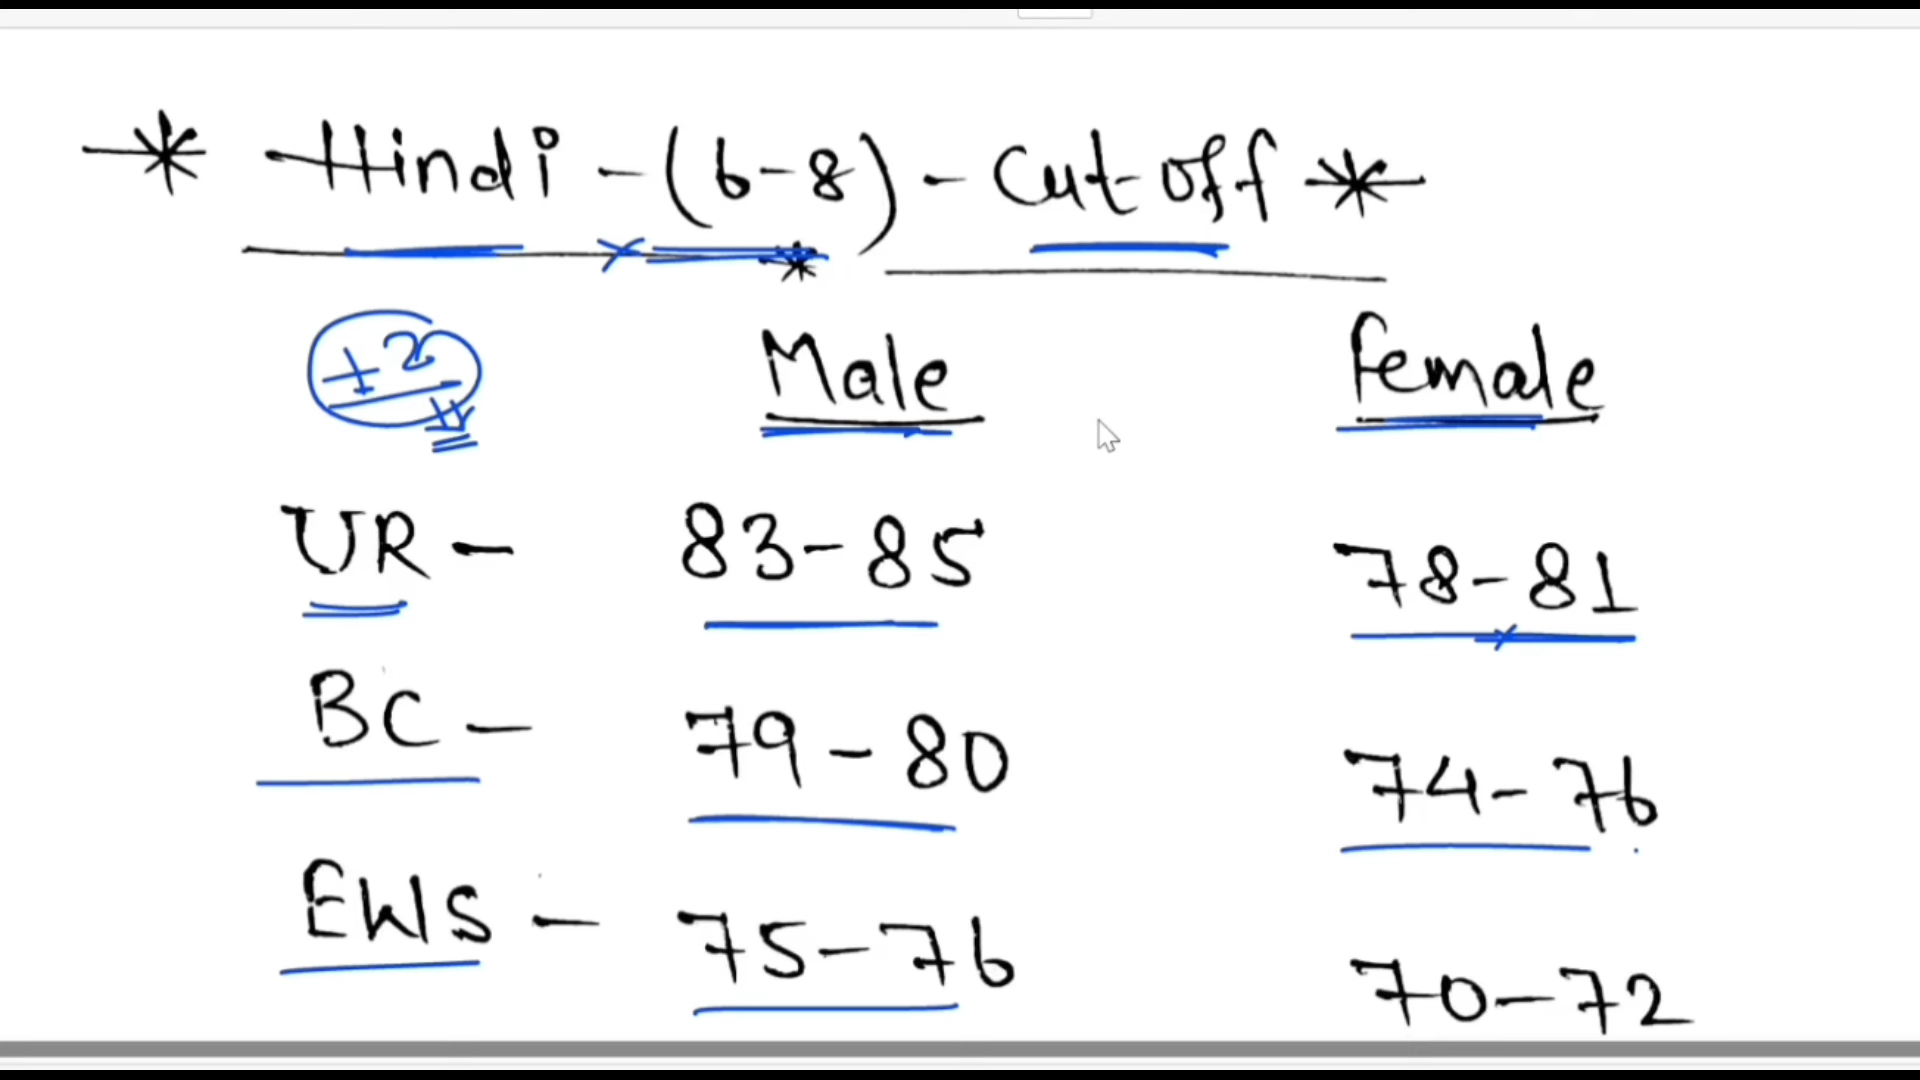 * Hindi - (6-8) - Cut off *
±2 Male Female
UR - 83-85 78-81
BC - 79-80 74-76
EWS - 75-76 70-72